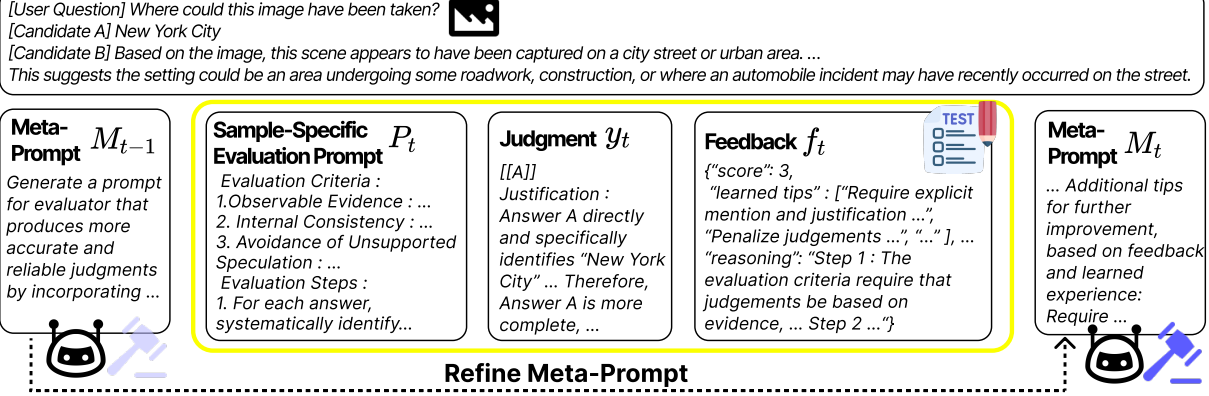 [User Question] Where could this image have been taken?
[Candidate A] New York City
[Candidate B] Based on the image, this scene appears to have been captured on a city street or urban area. ...
This suggests the setting could be an area undergoing some roadwork, construction, or where an automobile incident may have recently occurred on the street.
Meta-
Prompt M_{t-1}
Generate a prompt
for evaluator that
produces more
accurate and
reliable judgments
by incorporating ...
Sample-Specific
Evaluation Prompt P_t
Evaluation Criteria :
1.Observable Evidence : ...
2. Internal Consistency : ...
3. Avoidance of Unsupported
Speculation : ...
Evaluation Steps :
1. For each answer,
systematically identify...
Judgment y_t
[[A]]
Justification :
Answer A directly
and specifically
identifies “New York
City” ... Therefore,
Answer A is more
complete, ...
Feedback f_t
TEST
{“score”: 3,
“learned tips” : [“Require explicit
mention and justification ...”,
“Penalize judgements ...”, “...” ], ...
“reasoning”: “Step 1 : The
evaluation criteria require that
judgements be based on
evidence, ... Step 2 ...“}
Meta-
Prompt M_t
... Additional tips
for further
improvement,
based on feedback
and learned
experience:
Require ...
Refine Meta-Prompt